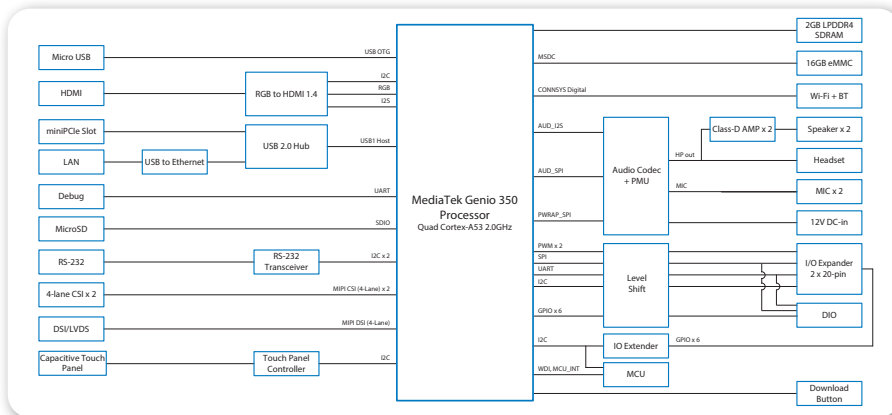 Micro USB
HDMI
miniPCIe Slot
LAN
Debug
MicroSD
RS-232
4-lane CSI x 2
DSI/LVDS
Capacitive Touch
Panel
RGB to HDMI 1.4
USB to Ethernet
USB 2.0 Hub
RS-232
Transceiver
Touch Panel
Controller
USB OTG
I2C
RGB
I2S
USB1 Host
UART
SDIO
I2C x 2
MIPI CSI (4-Lane) x 2
MIPI DSI (4-Lane)
I2C
MediaTek Genio 350
Processor
Quad Cortex-A53 2.0GHz
MSDC
CONNSYS Digital
AUD_I2S
AUD_SPI
PWRAP_SPI
PWM x 2
SPI
UART
I2C
GPIO x 6
I2C
WDI, MCU_INT
Audio Codec
+ PMU
Level
Shift
IO Extender
MCU
HP out
MIC
GPIO x 6
Class-D AMP x 2
2GB LPDDR4
SDRAM
16GB eMMC
Wi-Fi + BT
Speaker x 2
Headset
MIC x 2
12V DC-in
I/O Expander
2 x 20-pin
DIO
Download
Button